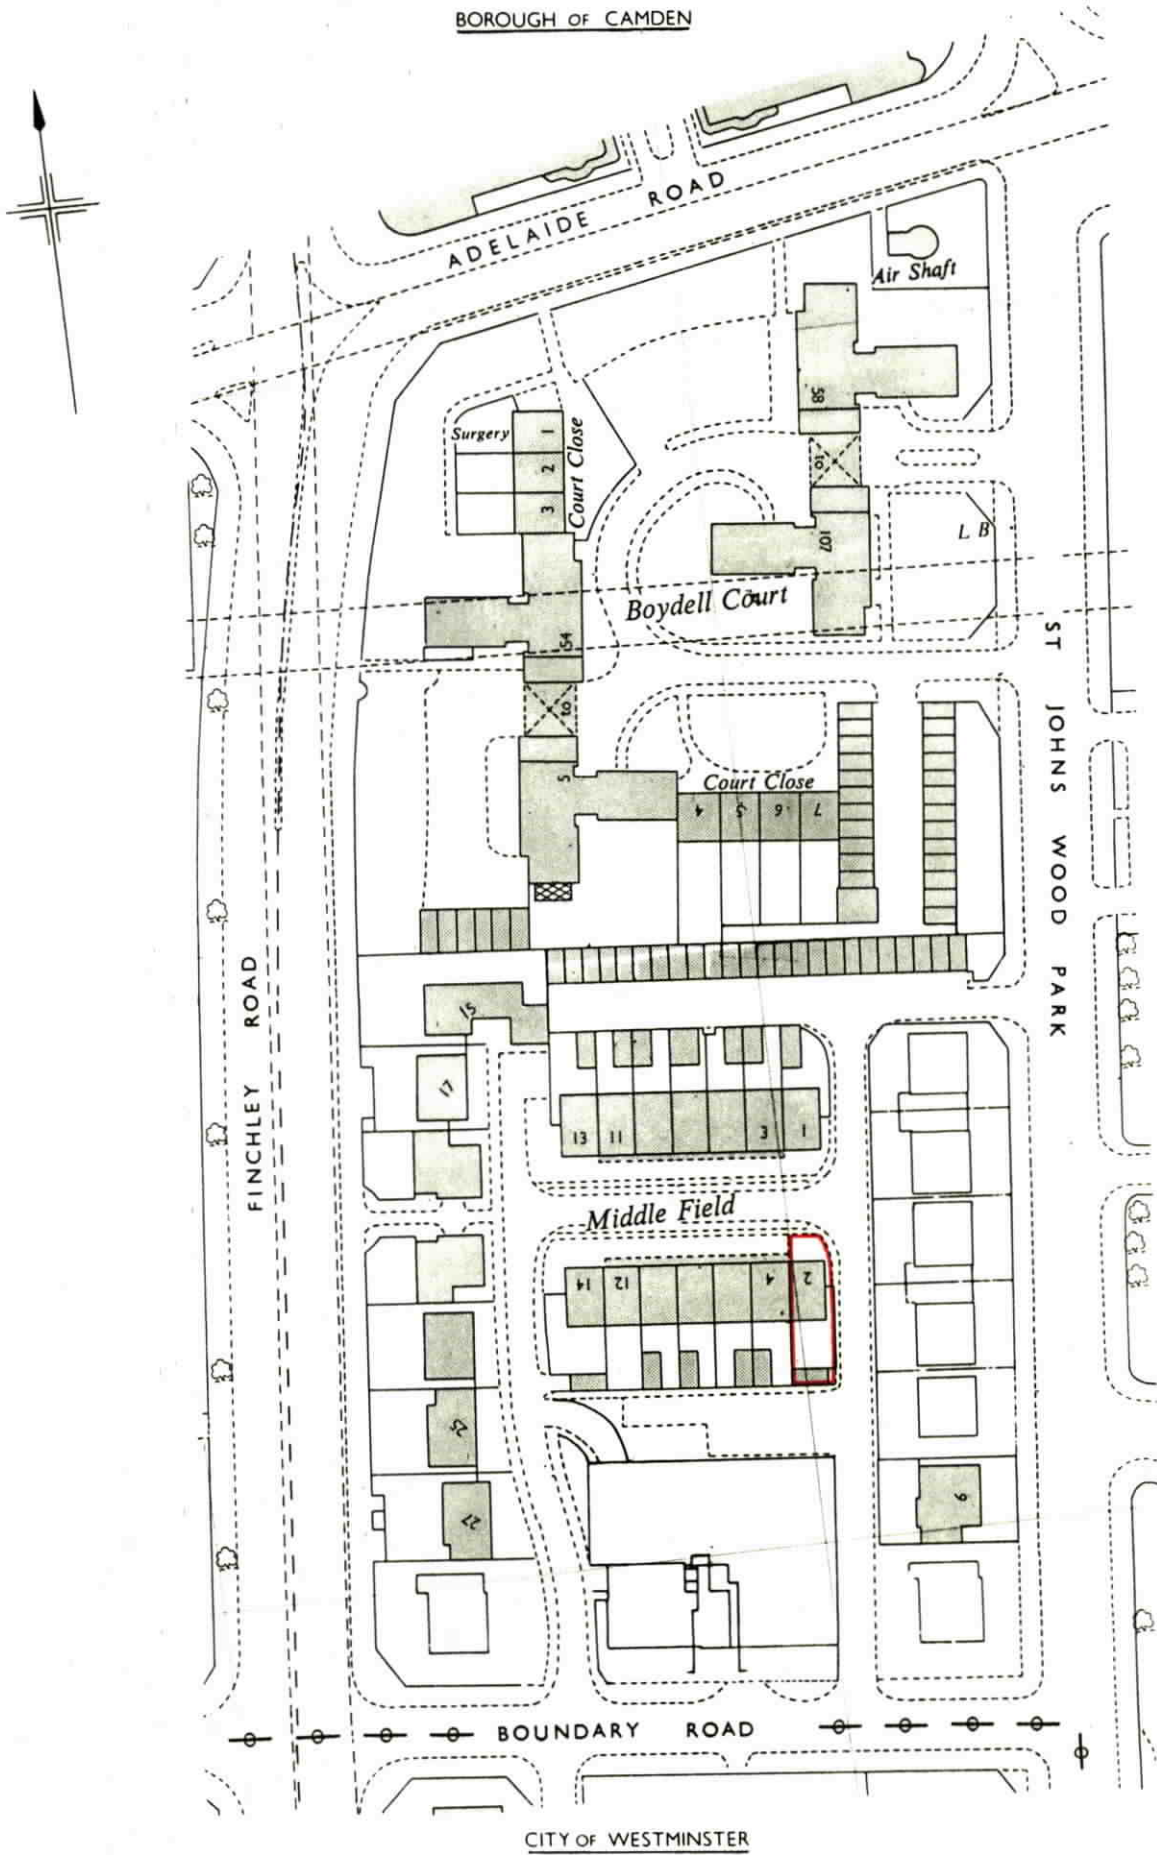 BOROUGH OF CAMDEN
ADELAIDE ROAD
Air Shaft
58
to
107
Surgery
1
2
3
Court Close
L B
Boydell Court
54
to
5
Court Close
4
5
6
7
ST JOHNS WOOD PARK
FINCHLEY ROAD
15
17
13
11
3
1
Middle Field
14
12
4
2
25
27
9
BOUNDARY ROAD
CITY OF WESTMINSTER